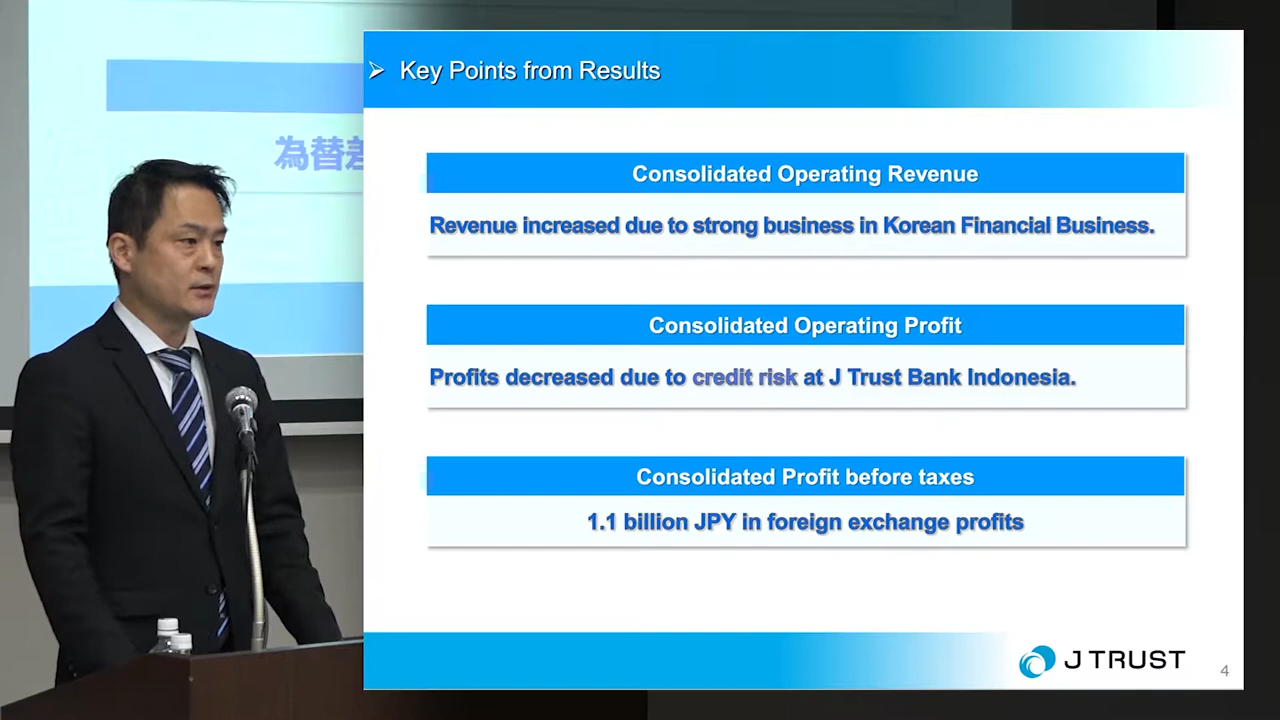 Key Points from Results
為替差
Consolidated Operating Revenue
Revenue increased due to strong business in Korean Financial Business.
Consolidated Operating Profit
Profits decreased due to credit risk at J Trust Bank Indonesia.
Consolidated Profit before taxes
1.1 billion JPY in foreign exchange profits
J TRUST
4